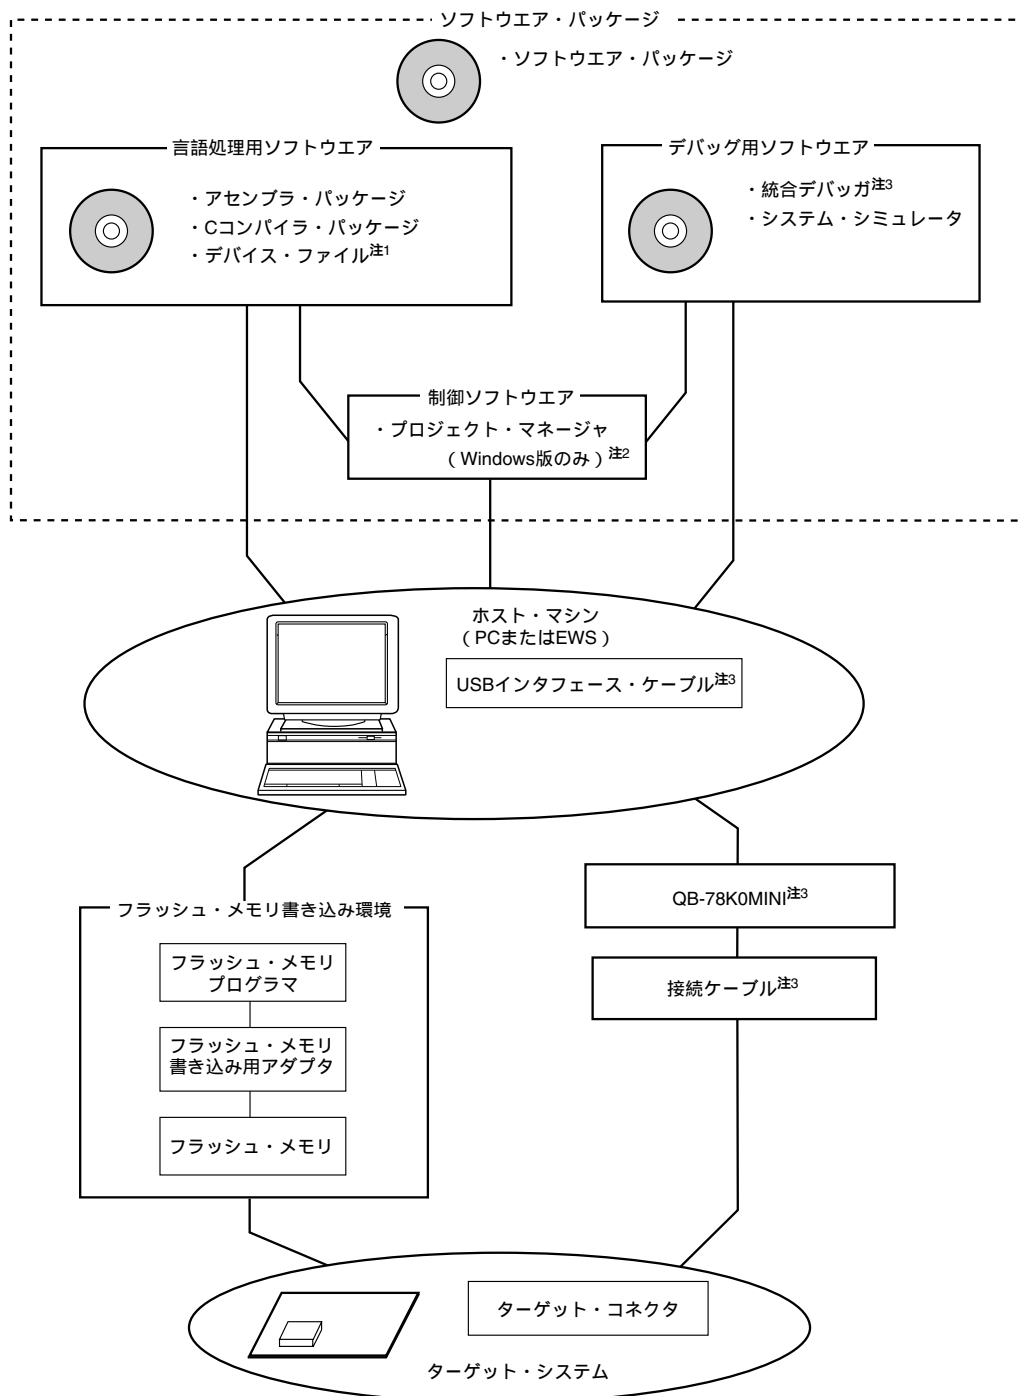 ソフトウエア・パッケージ
・ソフトウエア・パッケージ
言語処理用ソフトウエア
・アセンブラ・パッケージ
・Cコンパイラ・パッケージ
・デバイス・ファイル注1
デバッグ用ソフトウエア
・統合デバッガ注3
・システム・シミュレータ
制御ソフトウエア
・プロジェクト・マネージャ
（Windows版のみ）注2
ホスト・マシン
（PCまたはEWS）
USBインタフェース・ケーブル注3
フラッシュ・メモリ書き込み環境
フラッシュ・メモリ
プログラマ
フラッシュ・メモリ
書き込み用アダプタ
フラッシュ・メモリ
QB-78K0MINI注3
接続ケーブル注3
ターゲット・コネクタ
ターゲット・システム